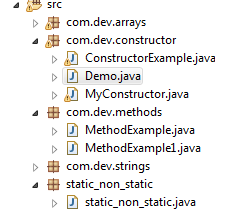 src
com.dev.arrays
com.dev.constructor
ConstructorExample.java
Demo.java
MyConstructor.java
com.dev.methods
MethodExample.java
MethodExample1.java
com.dev.strings
static_non_static
static_non_static.java